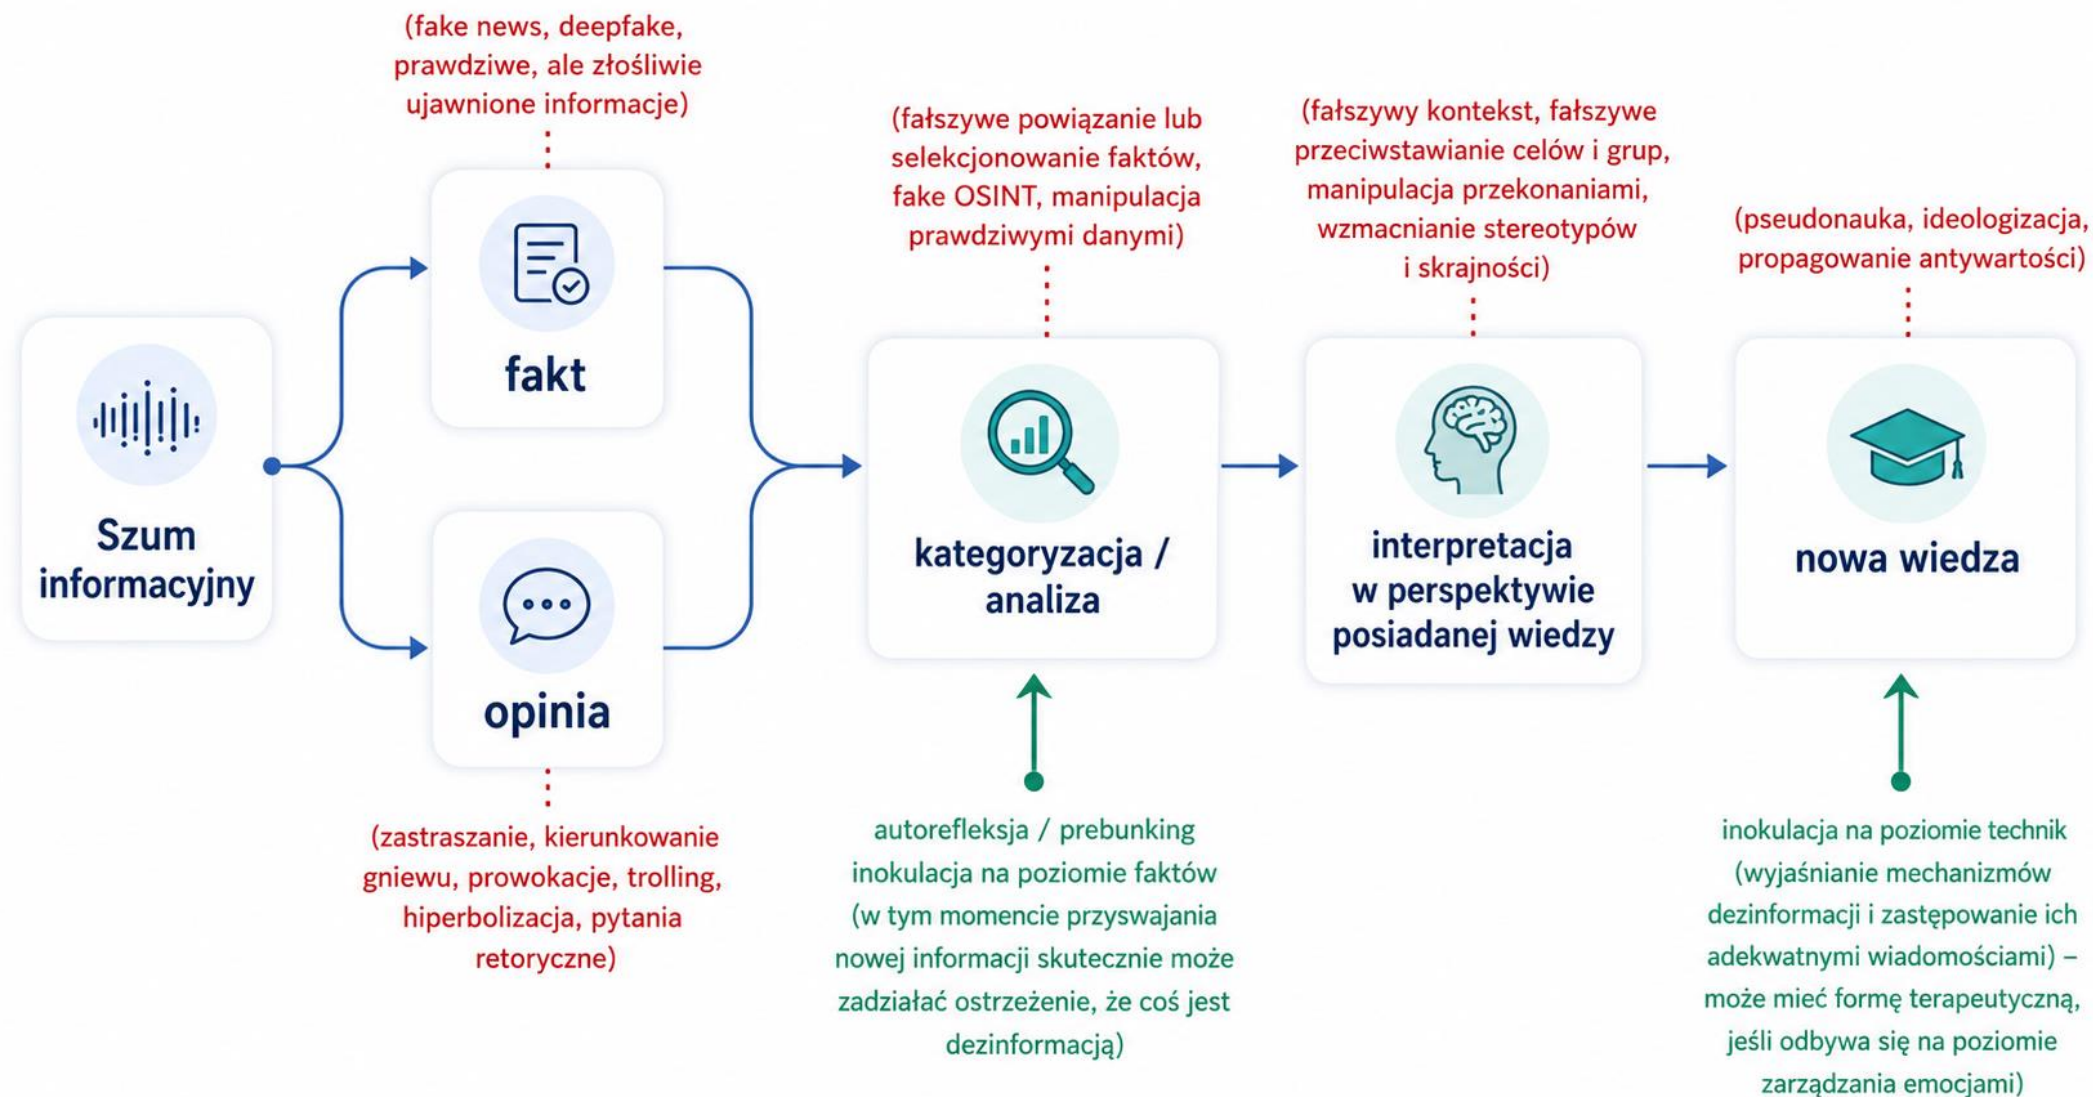 (fake news, deepfake,
prawdziwe, ale złośliwie
ujawnione informacje)
(fałszywe powiązanie lub
selekcjonowanie faktów,
fake OSINT, manipulacja
prawdziwymi danymi)
(fałszywy kontekst, fałszywe
przeciwstawianie celów i grup,
manipulacja przekonaniami,
wzmacnianie stereotypów
i skrajności)
(pseudonauka, ideologizacja,
propagowanie antywartości)
Szum
informacyjny
fakt
opinia
kategoryzacja /
analiza
interpretacja
w perspektywie
posiadanej wiedzy
nowa wiedza
(zastraszanie, kierunkowanie
gniewu, prowokacje, trolling,
hiperbolizacja, pytania
retoryczne)
autorefleksja / prebunking
inokulacja na poziomie faktów
(w tym momencie przyswajania
nowej informacji skutecznie może
zadziałać ostrzeżenie, że coś jest
dezinformacją)
inokulacja na poziomie technik
(wyjaśnianie mechanizmów
dezinformacji i zastępowanie ich
adekwatnymi wiadomościami) –
może mieć formę terapeutyczną,
jeśli odbywa się na poziomie
zarządzania emocjami)